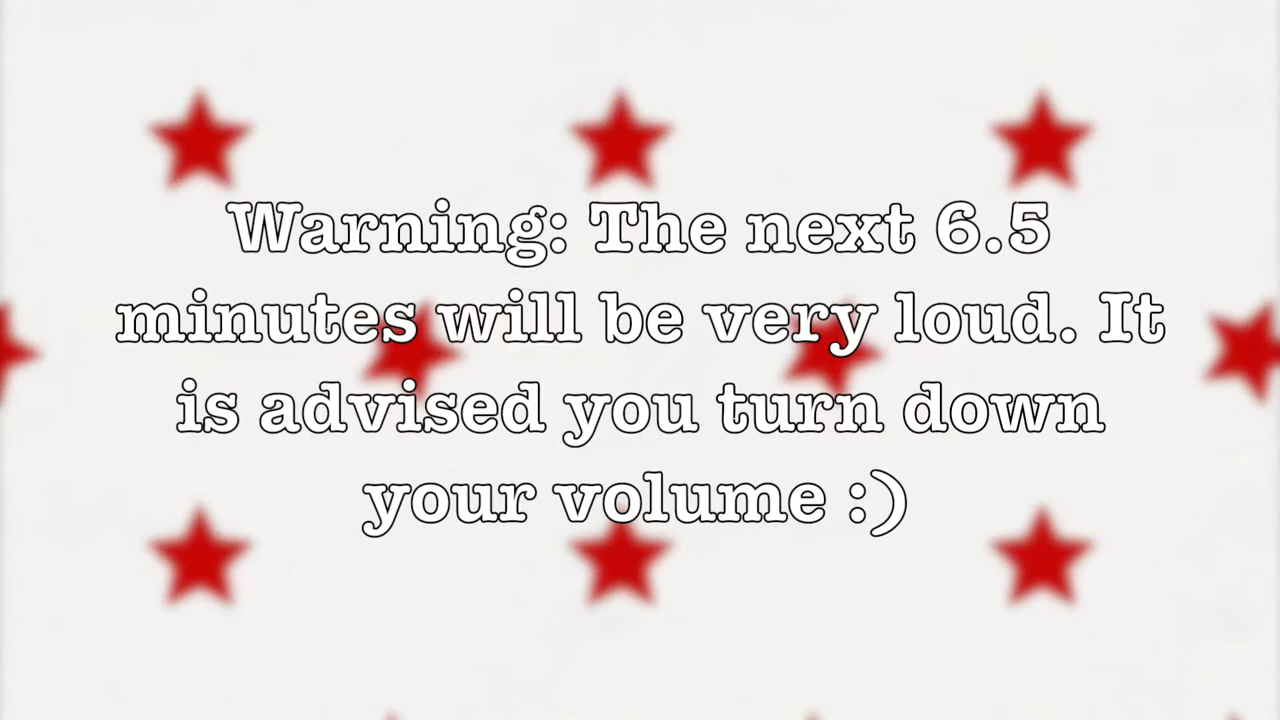 Warning: The next 6.5
minutes will be very loud. It
is advised you turn down
your volume :)